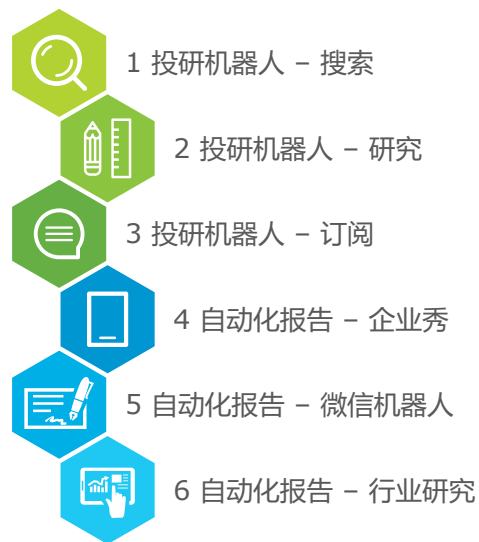 1 投研机器人 – 搜索
2 投研机器人 – 研究
3 投研机器人 – 订阅
4 自动化报告 – 企业秀
5 自动化报告 – 微信机器人
6 自动化报告 – 行业研究